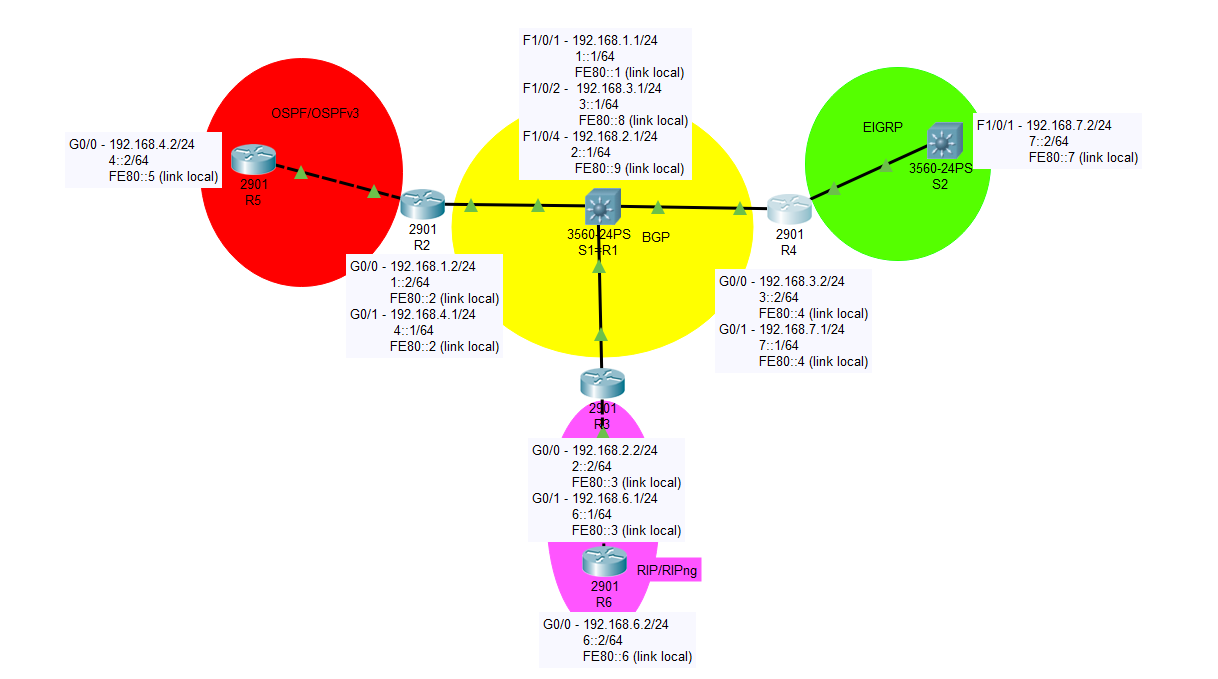 F1/0/1 - 192.168.1.1/24
1::1/64
FE80::1 (link local)
F1/0/2 - 192.168.3.1/24
3::1/64
FE80::8 (link local)
F1/0/4 - 192.168.2.1/24
2::1/64
FE80::9 (link local)
OSPF/OSPFv3
G0/0 - 192.168.4.2/24
4::2/64
FE80::5 (link local)
2901
R5
EIGRP
F1/0/1 - 192.168.7.2/24
7::2/64
FE80::7 (link local)
3560-24PS
S2
2901
R2
3560-24PS
S1=R1
BGP
2901
R4
G0/0 - 192.168.1.2/24
1::2/64
FE80::2 (link local)
G0/1 - 192.168.4.1/24
4::1/64
FE80::2 (link local)
G0/0 - 192.168.3.2/24
3::2/64
FE80::4 (link local)
G0/1 - 192.168.7.1/24
7::1/64
FE80::4 (link local)
2901
R3
G0/0 - 192.168.2.2/24
2::2/64
FE80::3 (link local)
G0/1 - 192.168.6.1/24
6::1/64
FE80::3 (link local)
RIP/RIPng
2901
R6
G0/0 - 192.168.6.2/24
6::2/64
FE80::6 (link local)